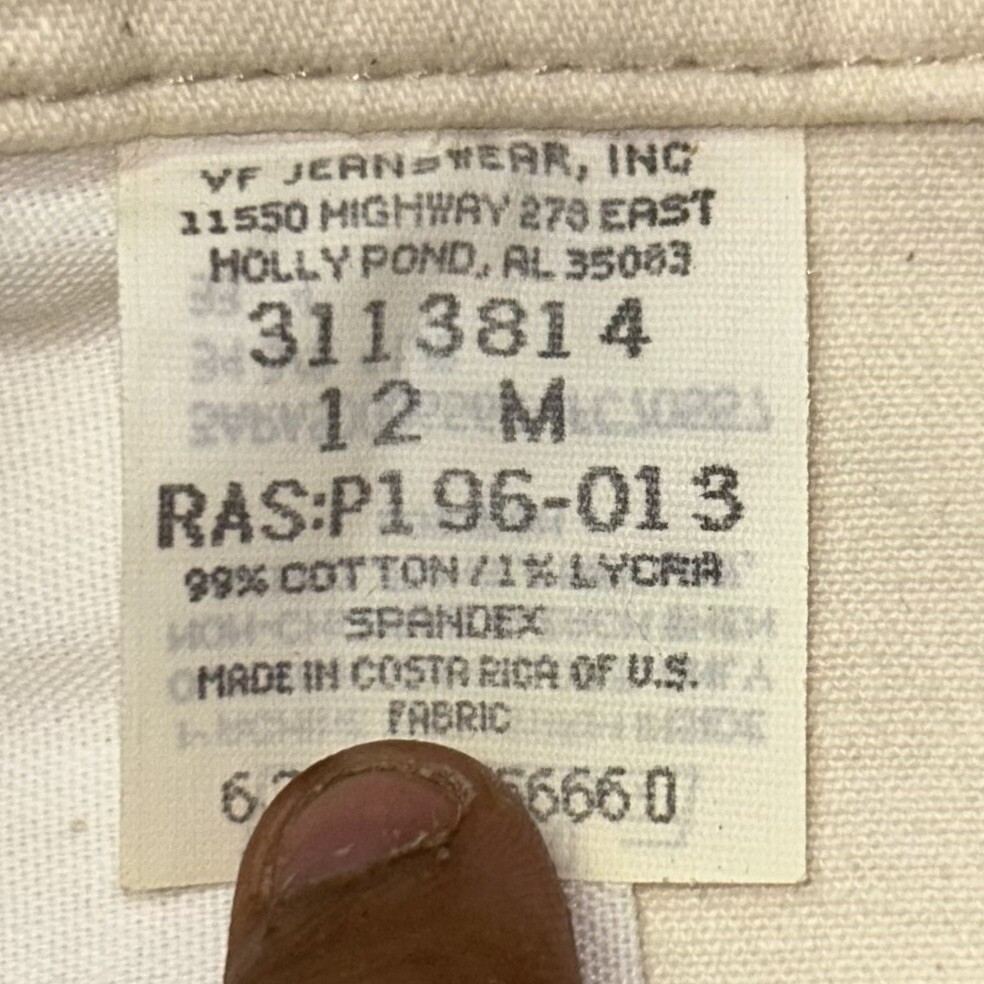 VF JEANSWEAR, INC
11550 HIGHWAY 278 EAST
HOLLY POND, AL 35083
3113814
12 M
RAS:P196-013
99% COTTON/1% LYCRA
SPANDEX
MADE IN COSTA RICA OF U.S.
FABRIC